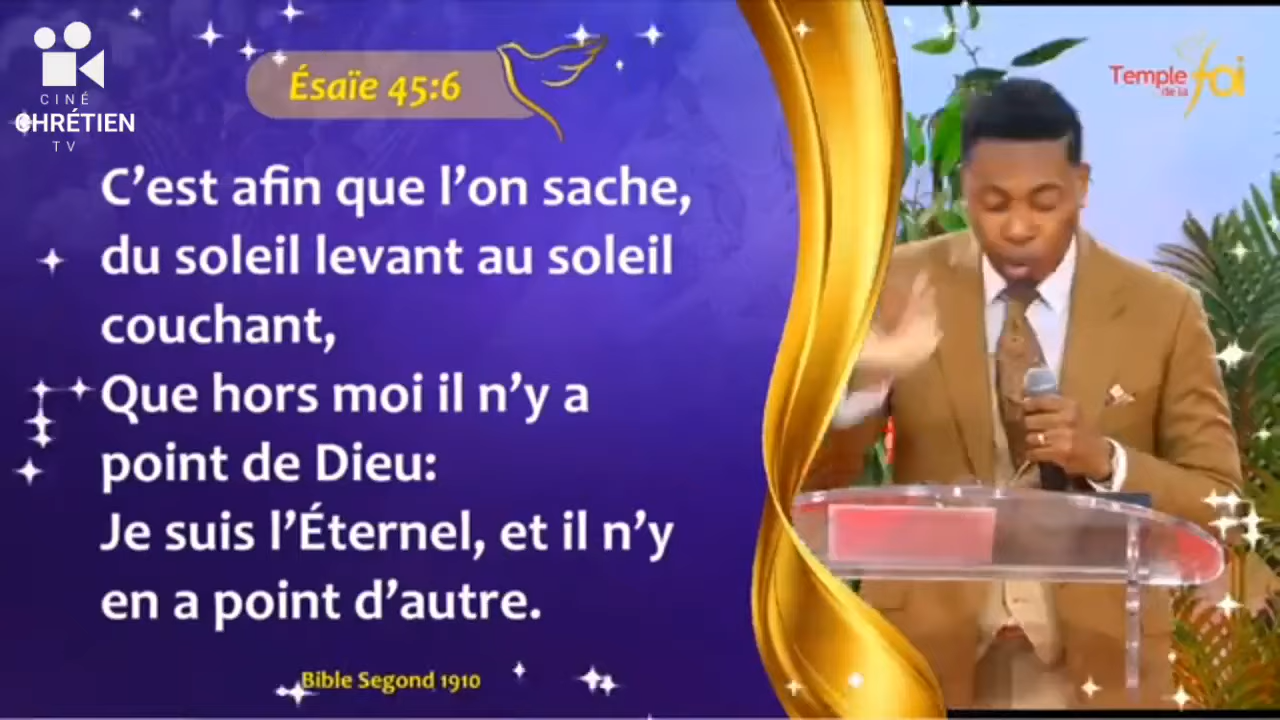 CINÉ
CHRÉTIEN
TV
Ésaïe 45:6
Temple
de la
foi
C'est afin que l'on sache,
du soleil levant au soleil
couchant,
Que hors moi il n'y a
point de Dieu:
Je suis l'Éternel, et il n'y
en a point d'autre.
Bible Segond 1910